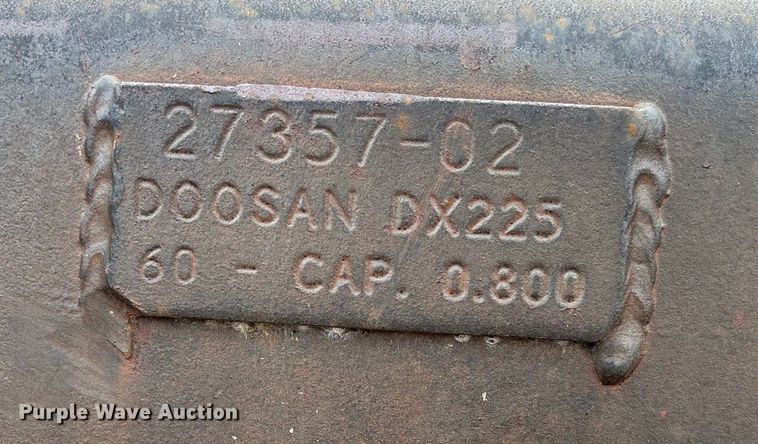 27357-02
DOOSAN DX225
60 - CAP. 0.800
Purple Wave Auction